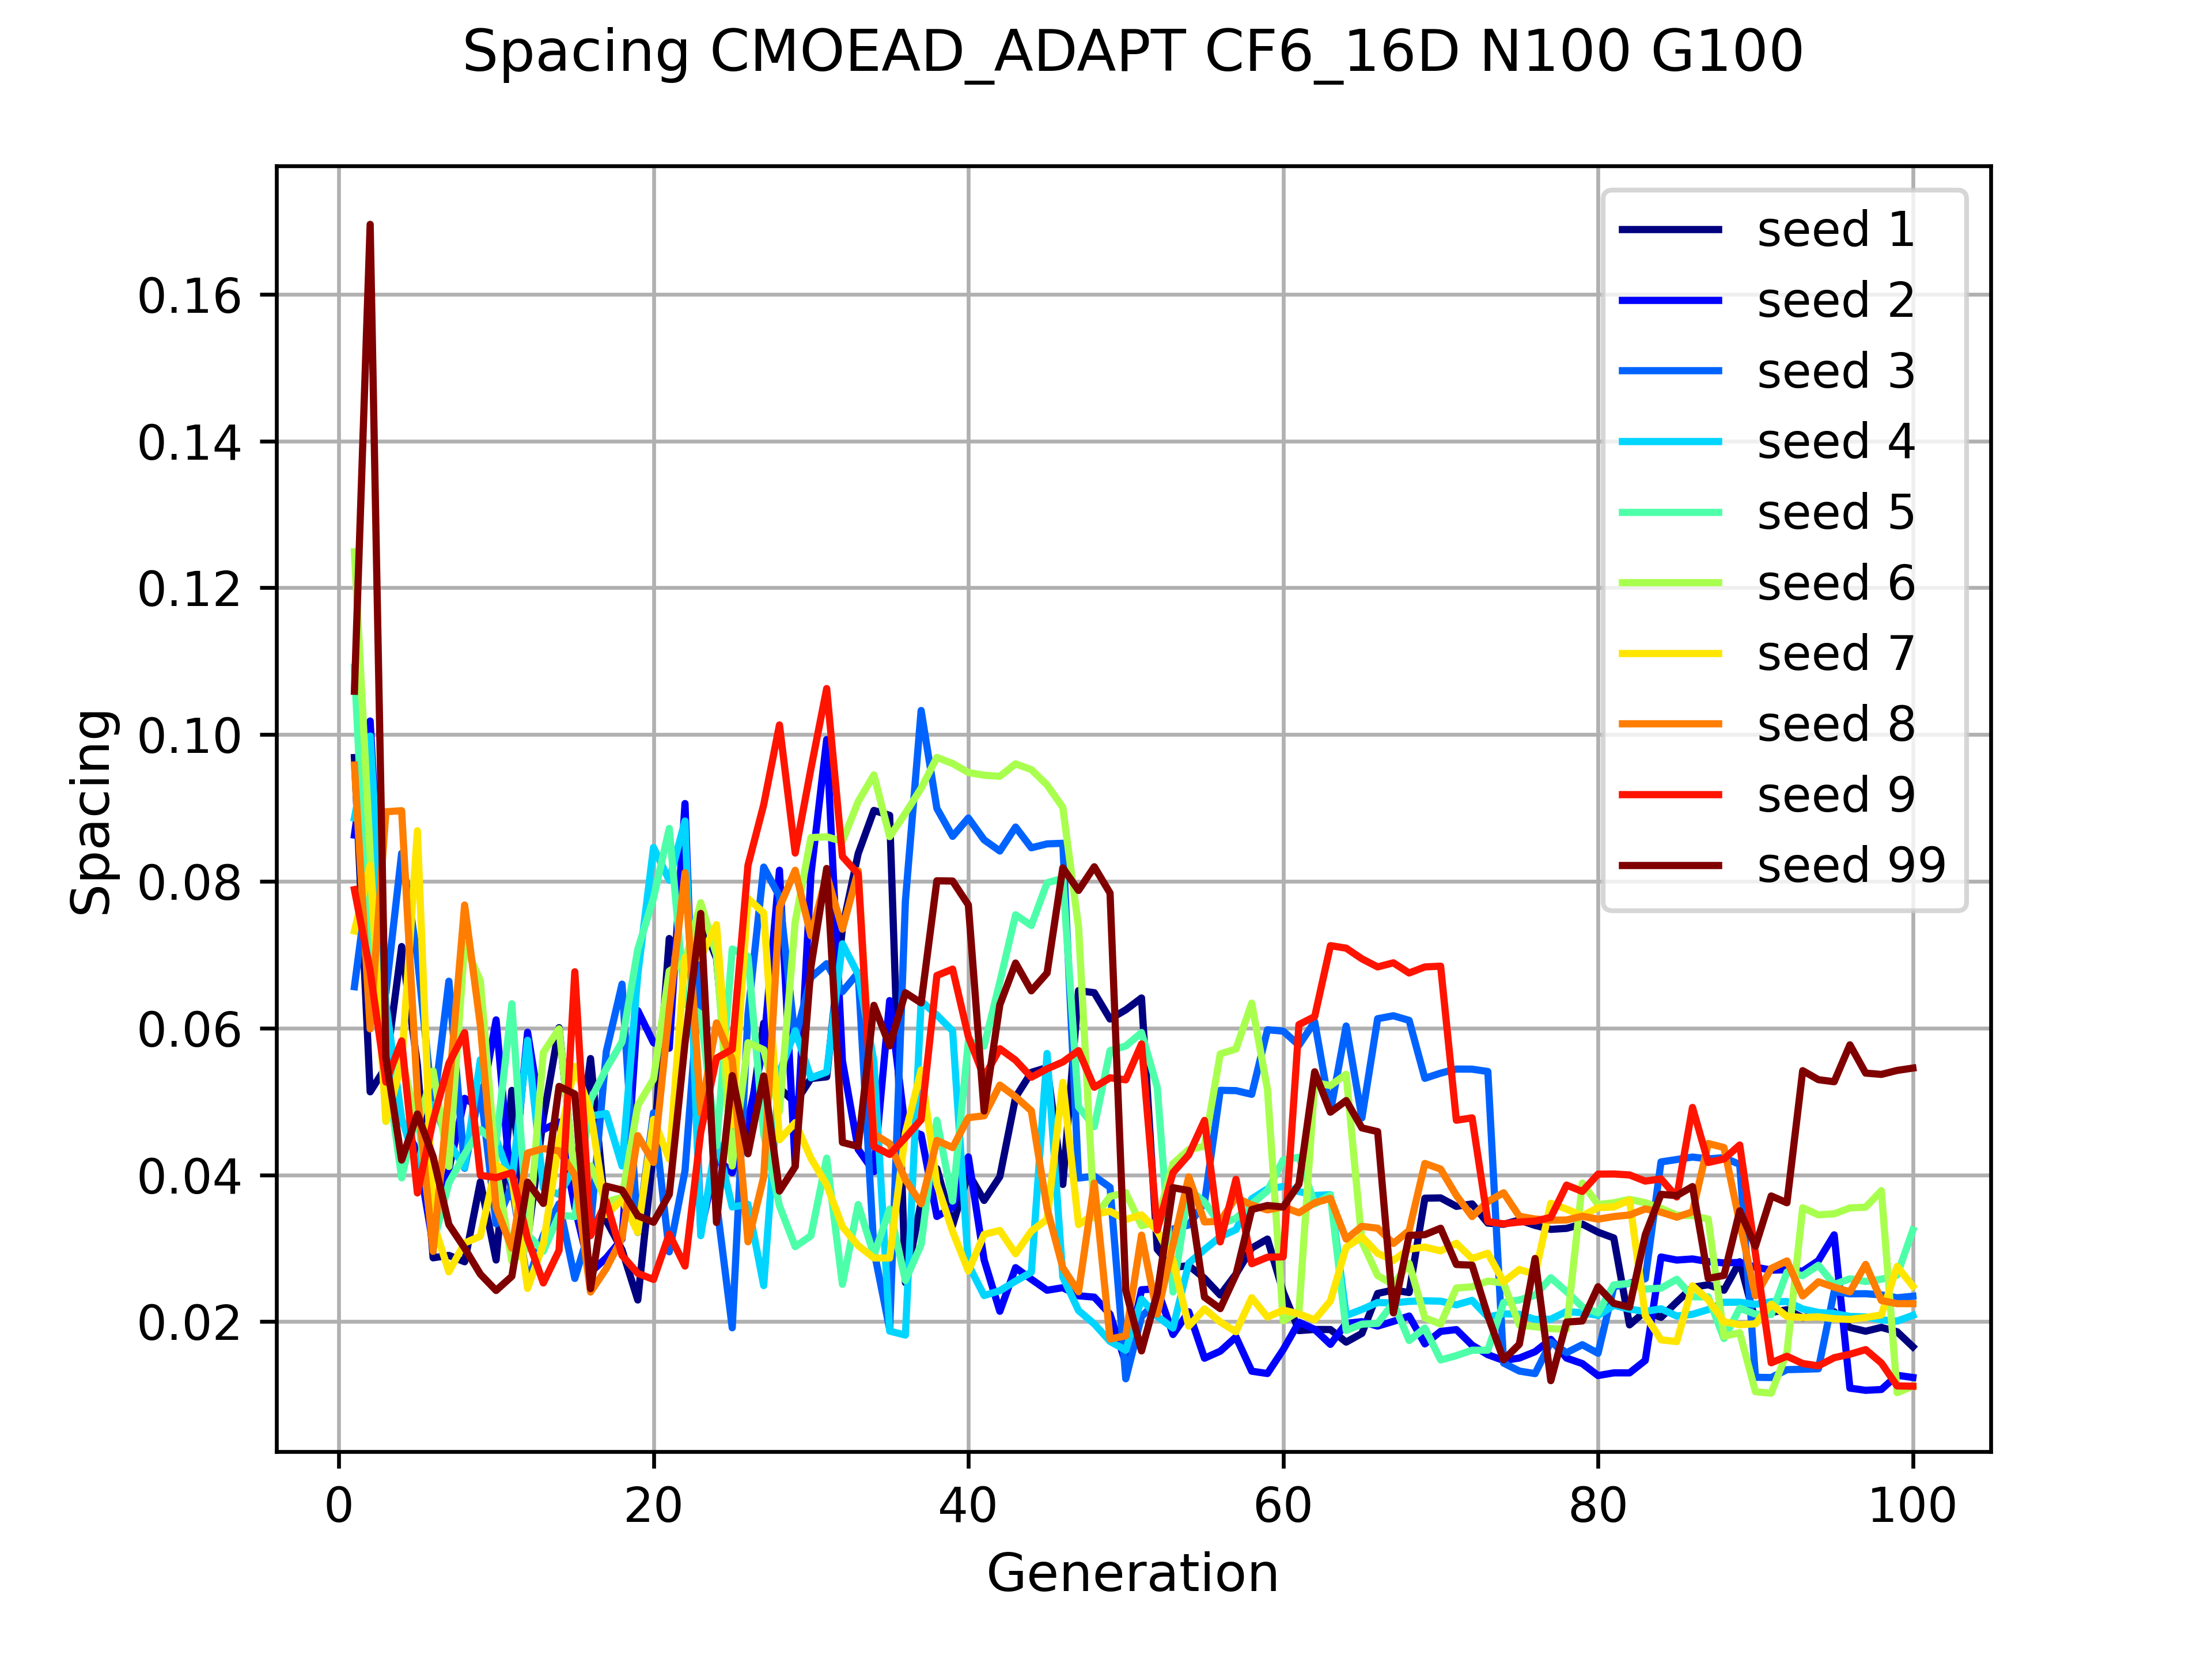 Spacing CMOEAD_ADAPT CF6_16D N100 G100
seed 1
seed 2
seed 3
seed 4
seed 5
seed 6
seed 7
seed 8
seed 9
seed 99
Spacing
0.16
0.14
0.12
0.10
0.08
0.06
0.04
0.02
0 20 40 60 80 100
Generation